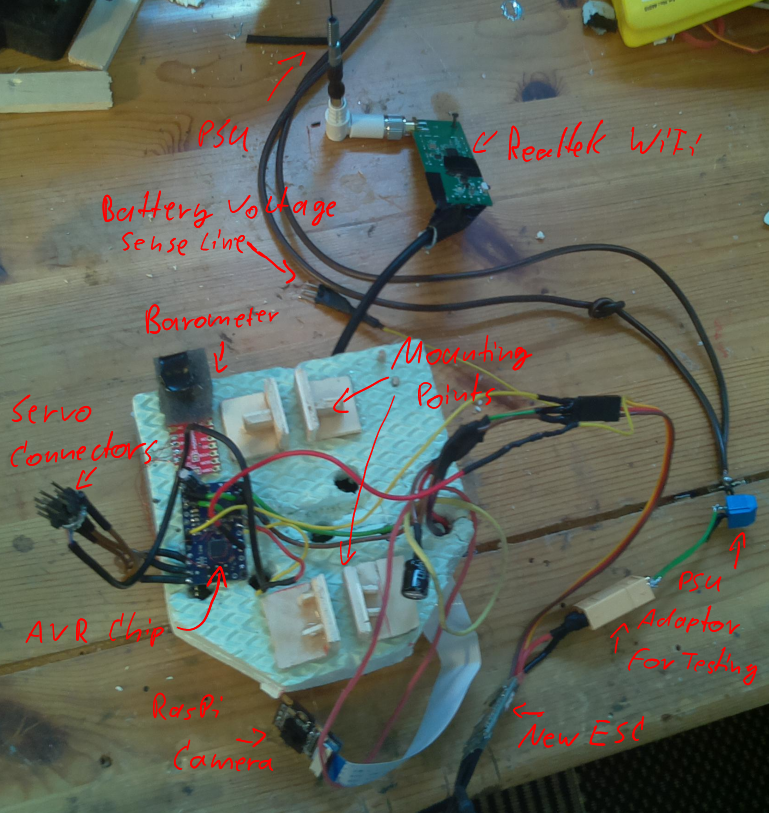 PSU
Realtek WiFi
Battery Voltage
Sense Line
Barometer
Mounting
Points
Servo
Connectors
AVR Chip
PSU
Adaptor
For Testing
New ESC
RasPi
Camera